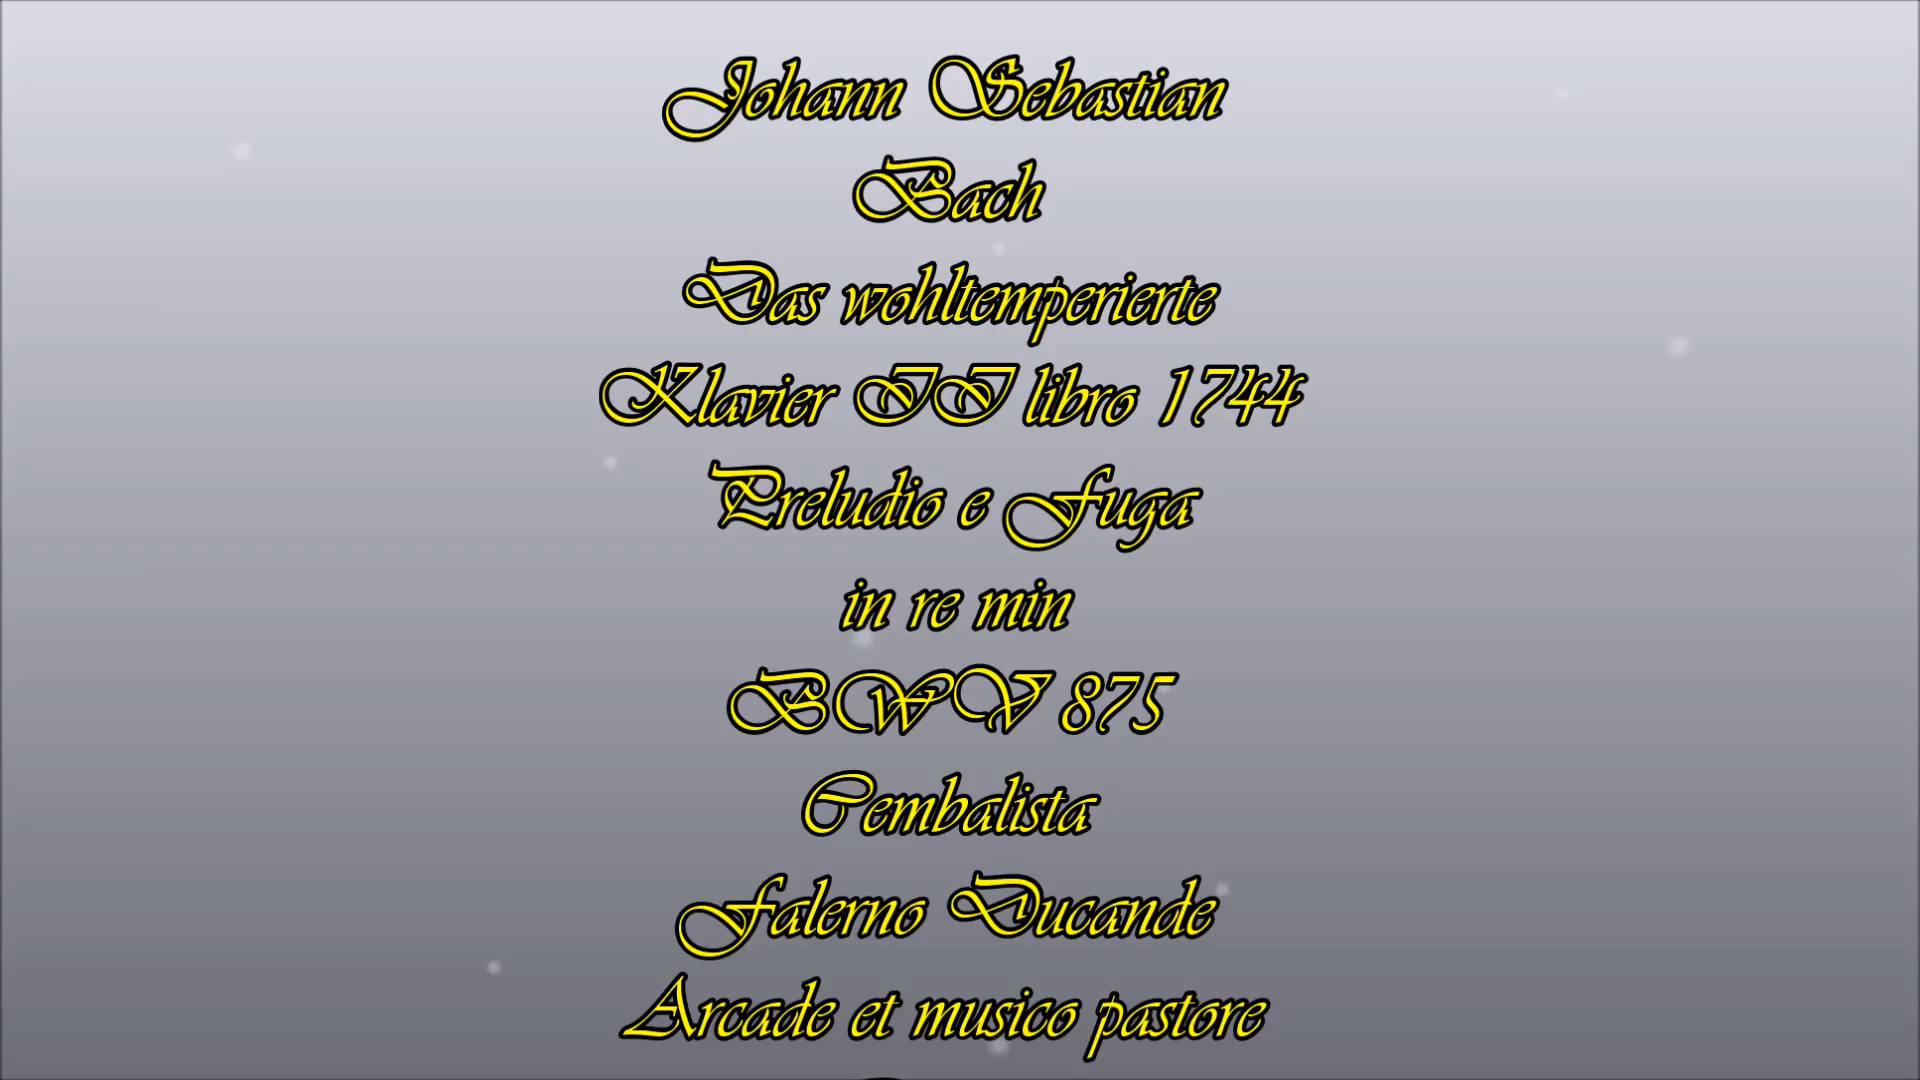 Johann Sebastian
Bach
Das wohltemperierte
Klavier II libro 1744
Preludio e Fuga
in re min
BWV 875
Cembalista
Falerno Ducande
Arcade et musico pastore